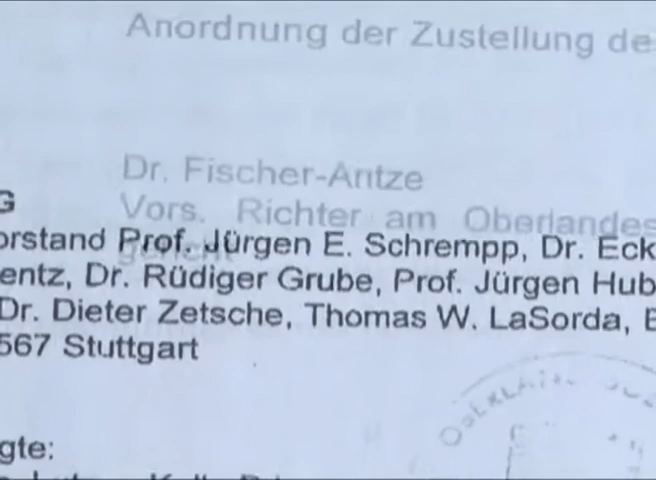 Anordnung der Zustellung de
Dr. Fischer-Antze
G
Vors. Richter am Oberlandes
orstand Prof. Jürgen E. Schrempp, Dr. Eck
gericht
entz, Dr. Rüdiger Grube, Prof. Jürgen Hub
Dr. Dieter Zetsche, Thomas W. LaSorda, E
567 Stuttgart
gte: